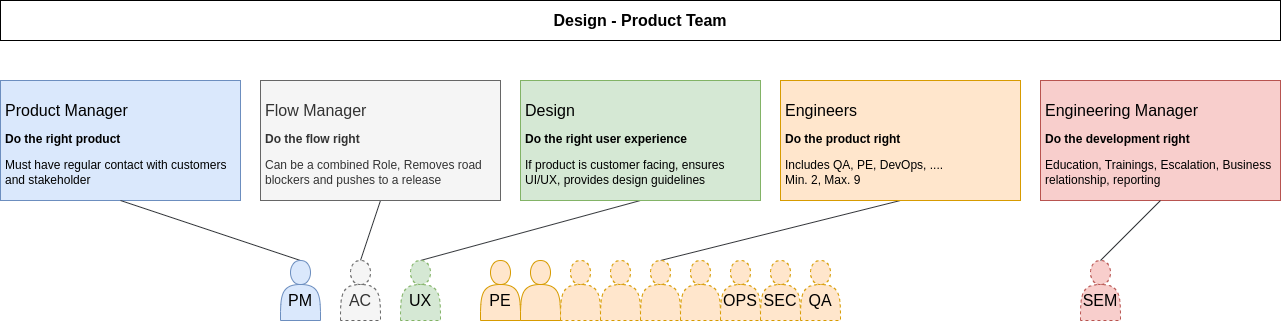 Design - Product Team
Product Manager
Do the right product
Must have regular contact with customers
and stakeholder
Flow Manager
Do the flow right
Can be a combined Role, Removes road
blockers and pushes to a release
Design
Do the right user experience
If product is customer facing, ensures
UI/UX, provides design guidelines
Engineers
Do the product right
Includes QA, PE, DevOps, ....
Min. 2, Max. 9
Engineering Manager
Do the development right
Education, Trainings, Escalation, Business
relationship, reporting
PM
AC
UX
PE
OPS
SEC
QA
SEM